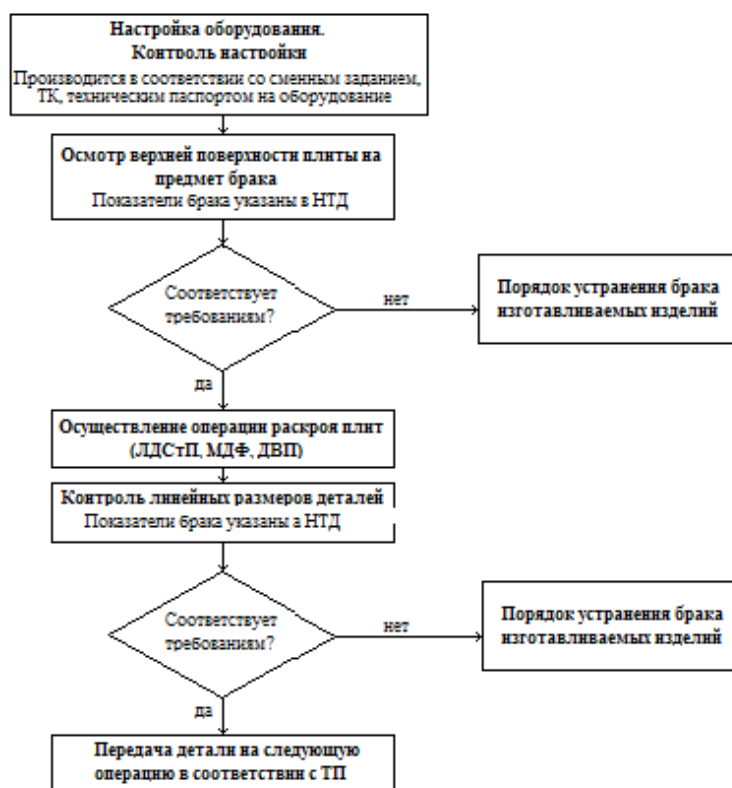 Настройка оборудования.
Контроль настройки
Производится в соответствии со сменным заданием,
ТК, техническим паспортом на оборудование
Осмотр верхней поверхности плиты на
предмет брака
Показатели брака указаны в НТД
Соответствует
требованиям?
нет
Порядок устранения брака
изготавливаемых изделий
да
Осуществление операции раскроя плит
(ЛДСтП, МДФ, ДВП)
Контроль линейных размеров деталей
Показатели брака указаны а НТД
Соответствует
требованиям?
нет
Порядок устранения брака
изготавливаемых изделий
да
Передача детали на следующую
операцию в соответствии с ТП